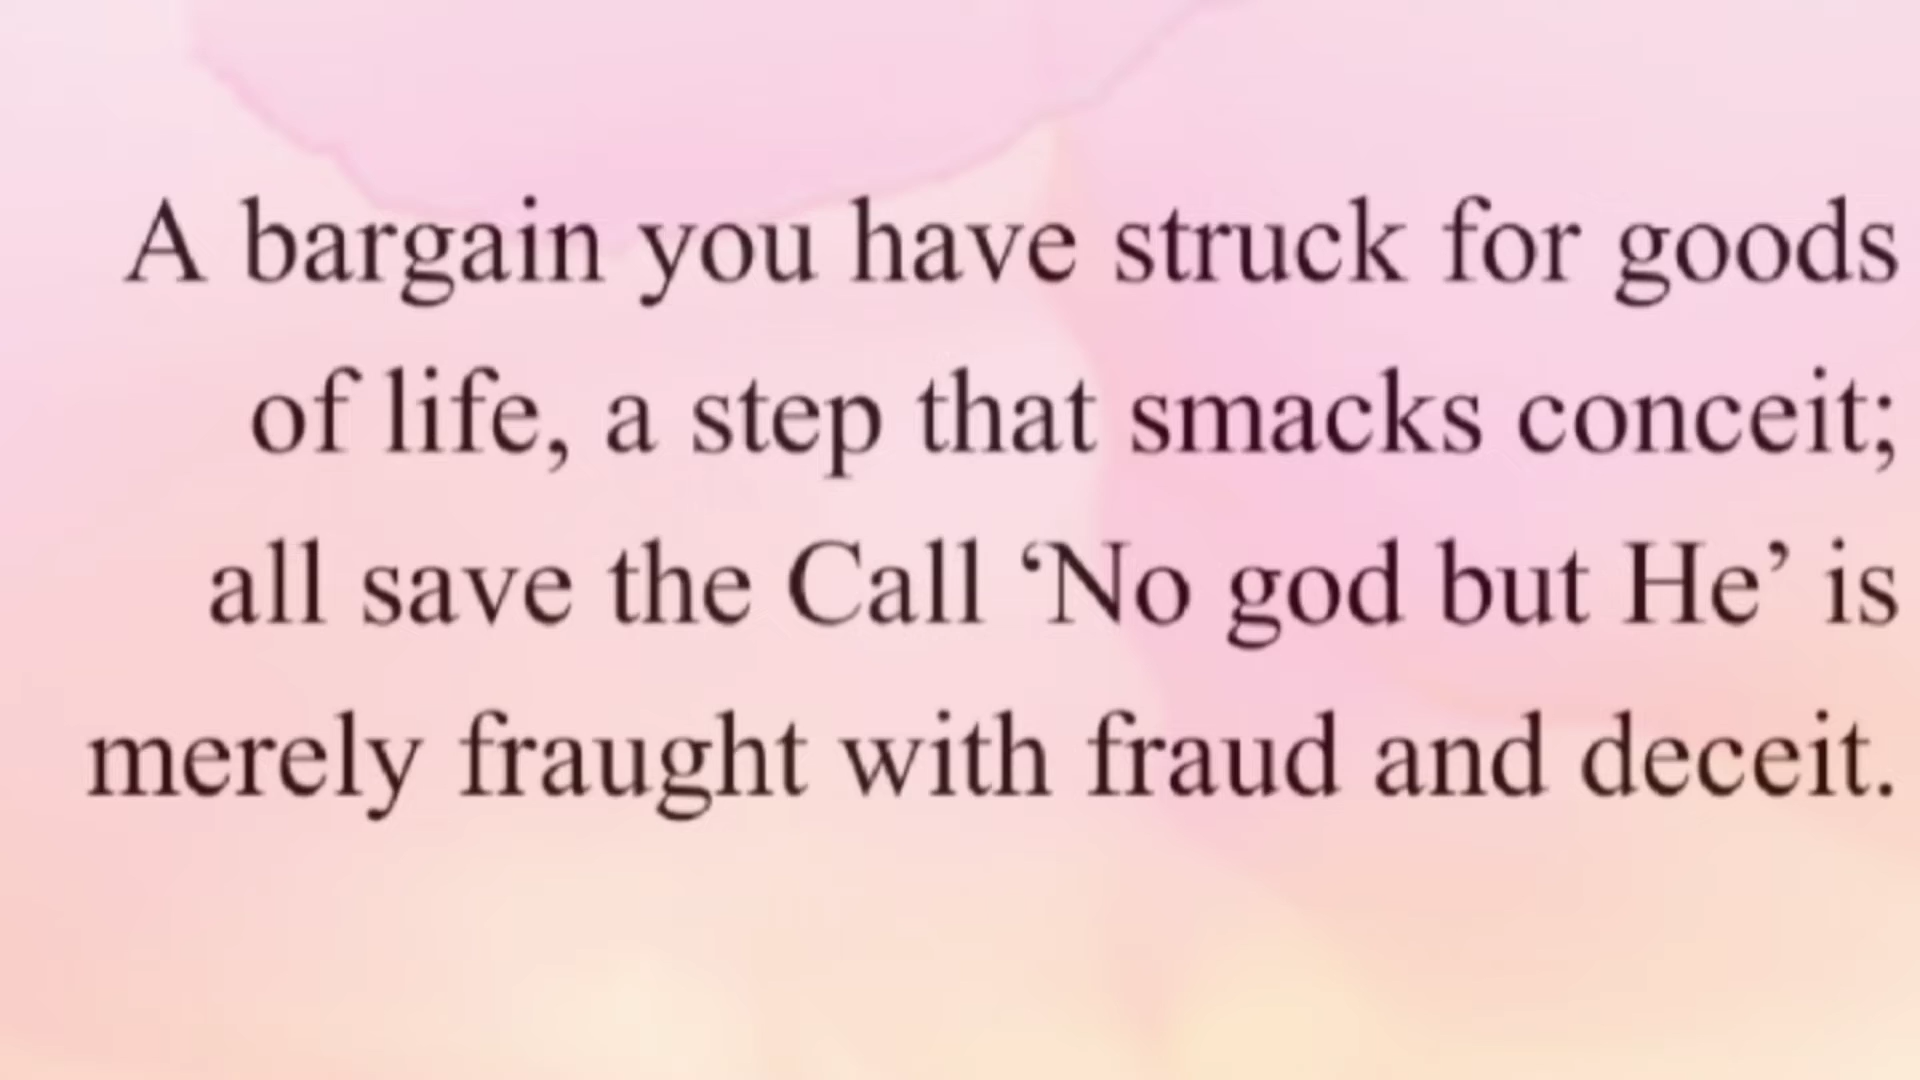 A bargain you have struck for goods
of life, a step that smacks conceit;
all save the Call ‘No god but He’ is
merely fraught with fraud and deceit.